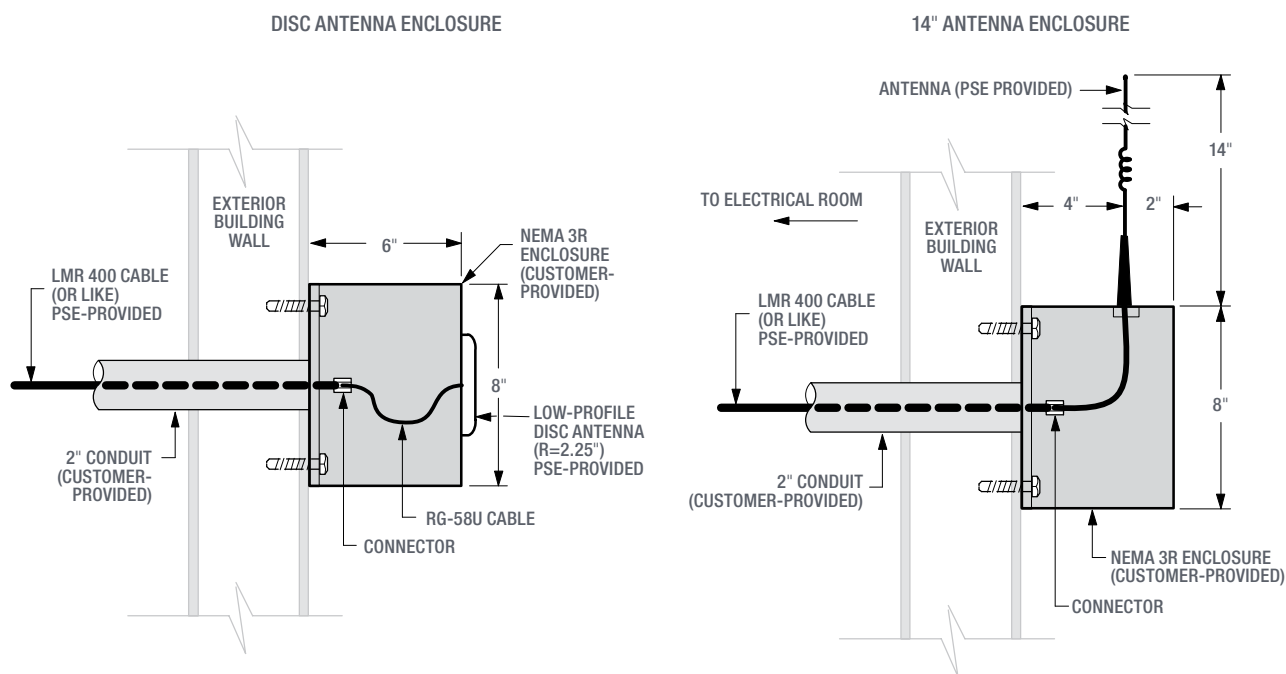 DISC ANTENNA ENCLOSURE
EXTERIOR
BUILDING
WALL
6"
NEMA 3R
ENCLOSURE
(CUSTOMER-
PROVIDED)
LMR 400 CABLE
(OR LIKE)
PSE-PROVIDED
8"
LOW-PROFILE
DISC ANTENNA
(R=2.25")
PSE-PROVIDED
2" CONDUIT
(CUSTOMER-
PROVIDED)
RG-58U CABLE
CONNECTOR
14" ANTENNA ENCLOSURE
ANTENNA (PSE PROVIDED)
14"
TO ELECTRICAL ROOM
4"
2"
EXTERIOR
BUILDING
WALL
LMR 400 CABLE
(OR LIKE)
PSE-PROVIDED
8"
2" CONDUIT
(CUSTOMER-PROVIDED)
NEMA 3R ENCLOSURE
(CUSTOMER-PROVIDED)
CONNECTOR